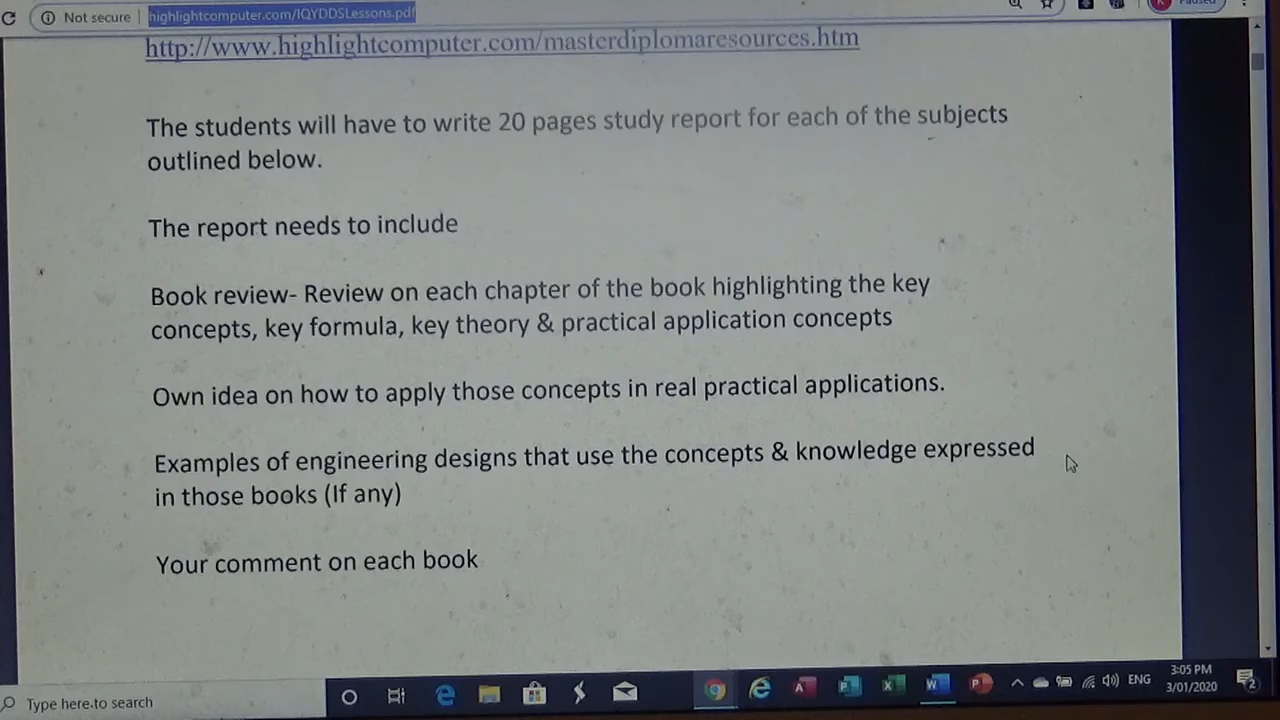 Not secure
highlightcomputer.com/IQYDDSLessons.pdf
Paused
http://www.highlightcomputer.com/masterdiplomaresources.htm
The students will have to write 20 pages study report for each of the subjects
outlined below.
The report needs to include
Book review- Review on each chapter of the book highlighting the key
concepts, key formula, key theory & practical application concepts
Own idea on how to apply those concepts in real practical applications.
Examples of engineering designs that use the concepts & knowledge expressed
in those books (If any)
Your comment on each book
Type here to search
ENG
3:05 PM
3/01/2020
2